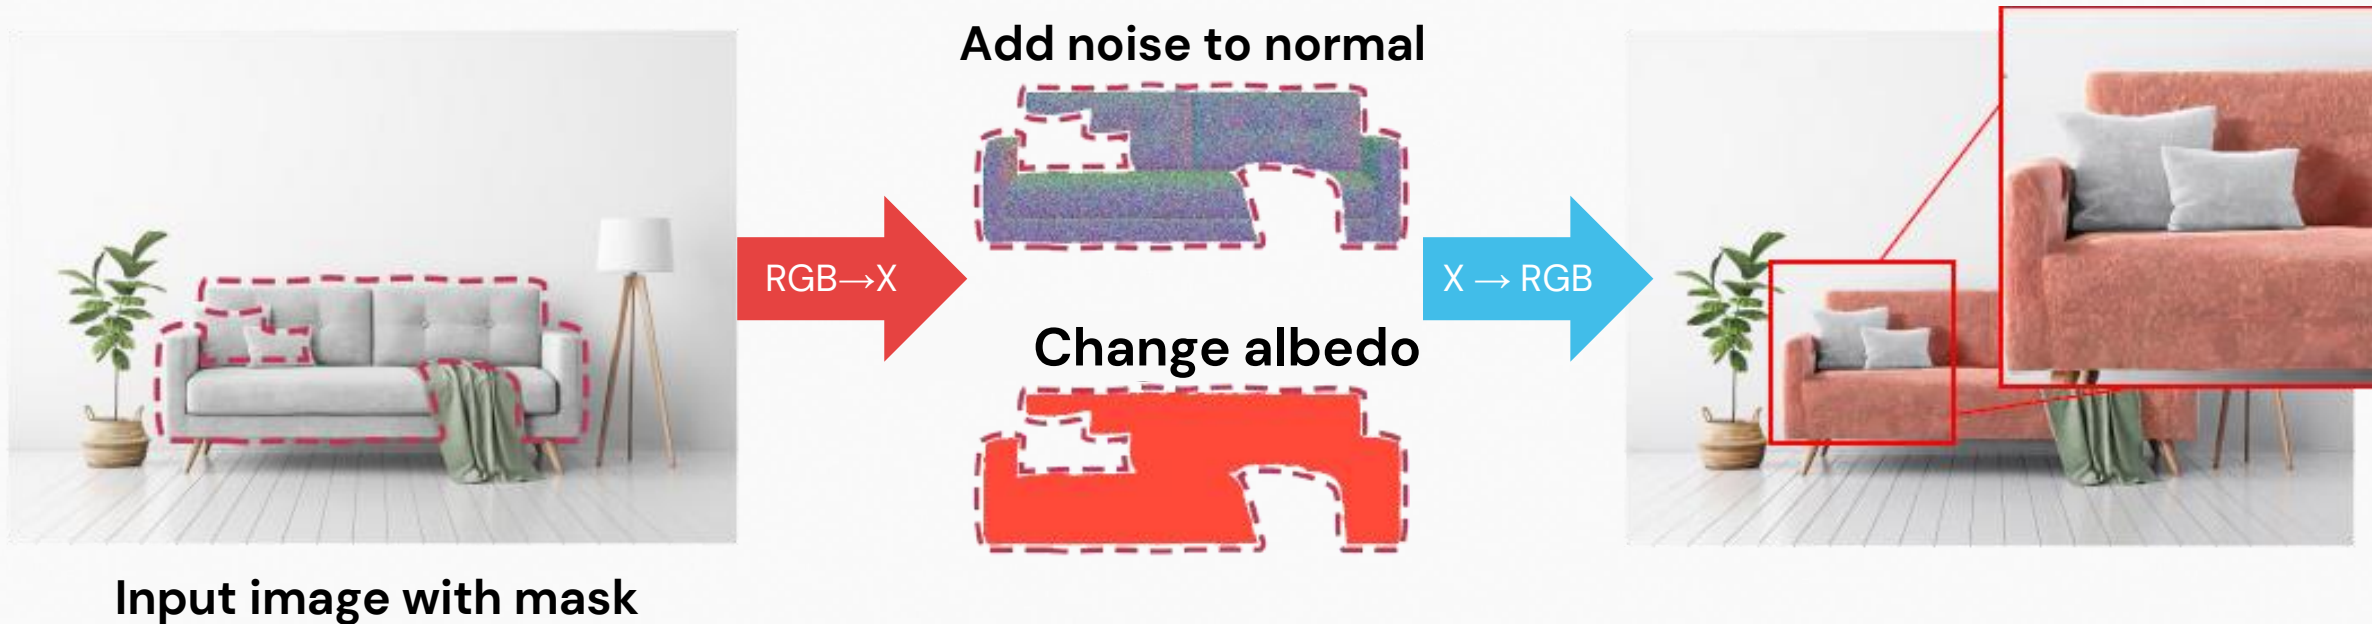 Add noise to normal
RGB→X
X → RGB
Change albedo
Input image with mask